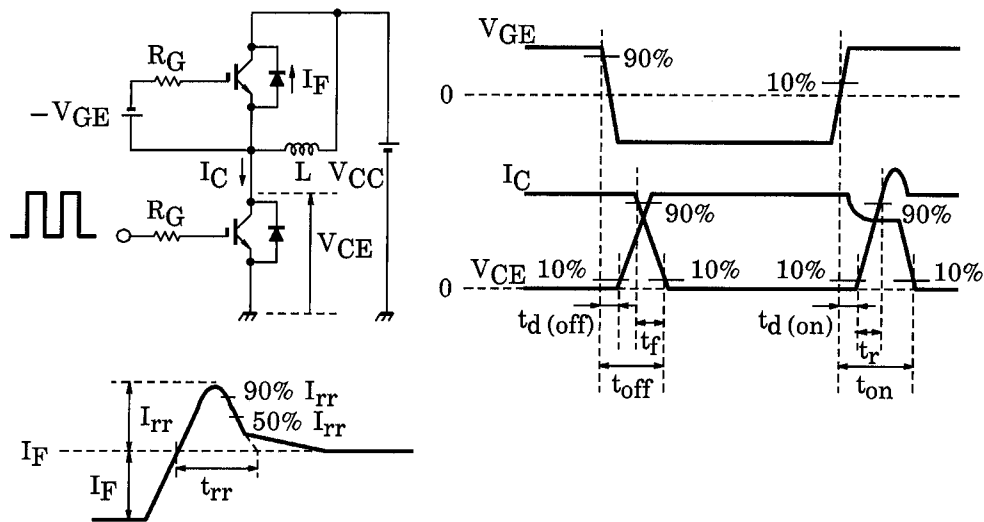 R_G
I_F
-V_GE
I_C
L
V_CC
R_G
V_CE
V_GE
90%
10%
0
I_C
90%
90%
V_CE
10%
10%
10%
10%
0
t_d (off)
t_f
t_d (on)
t_r
t_off
t_on
90% I_rr
I_rr
50% I_rr
I_F
I_F
t_rr